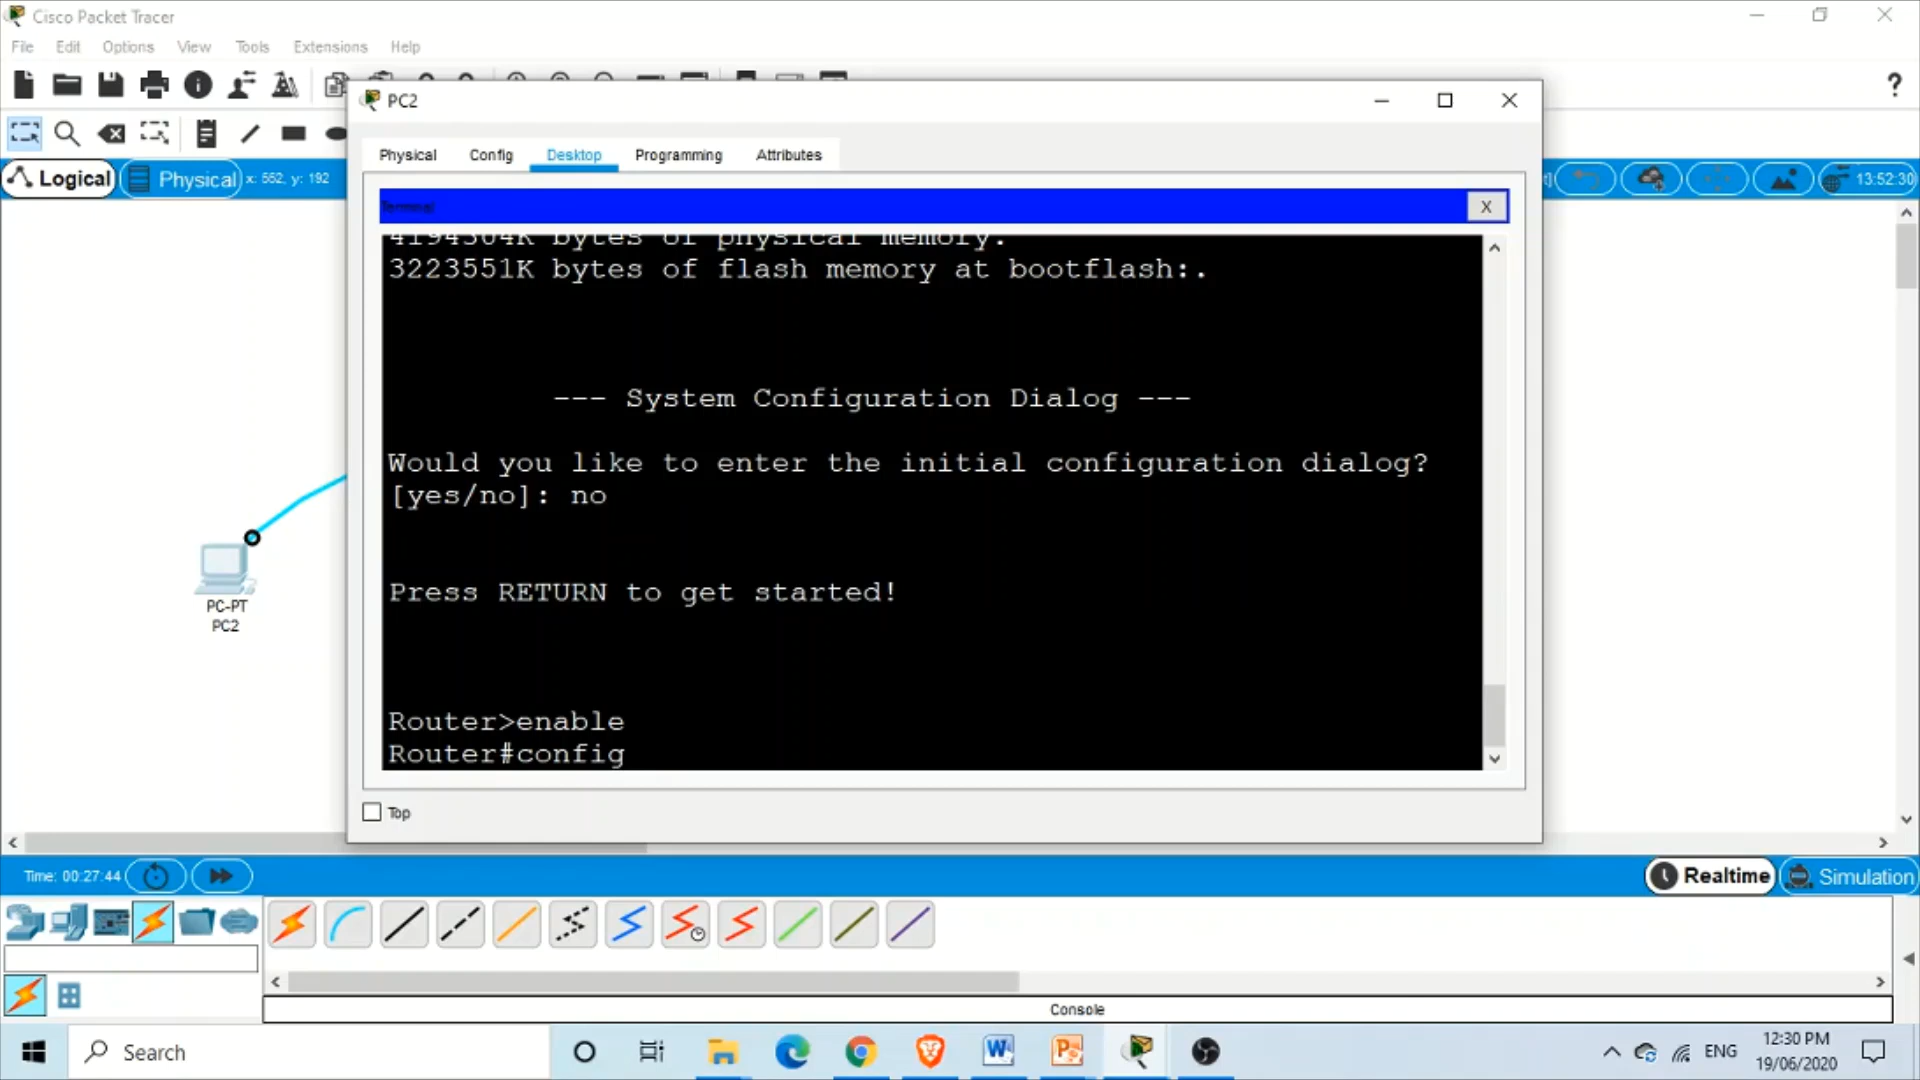 Cisco Packet Tracer
File Edit Options View Tools Extensions Help
?
PC2
Physical Config Desktop Programming Attributes
Logical Physical x: 552, y: 192
13:52:30
Terminal
X
4194304K bytes of physical memory.
3223551K bytes of flash memory at bootflash:.
--- System Configuration Dialog ---
Would you like to enter the initial configuration dialog?
[yes/no]: no
Press RETURN to get started!
Router>enable
Router#config
PC-PT
PC2
Top
Time: 00:27:44
Realtime Simulation
Console
Search
ENG
12:30 PM
19/06/2020